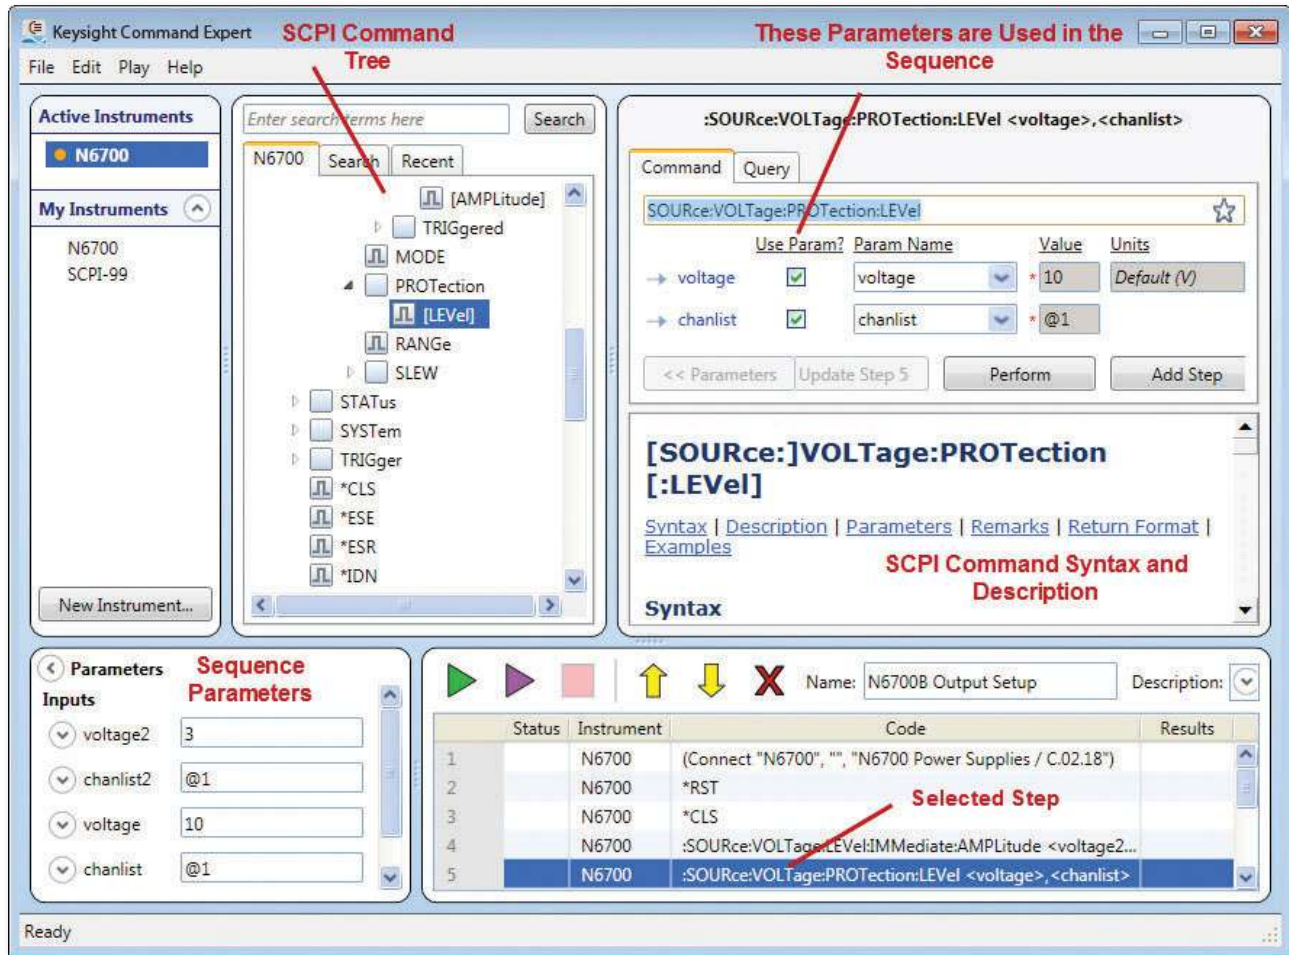 Keysight Command Expert
SCPI Command
Tree
These Parameters are Used in the
Sequence
File Edit Play Help
Active Instruments
N6700
My Instruments
N6700
SCPI-99
New Instrument...
Enter search terms here
Search
N6700 Search Recent
[AMPLitude]
TRIGgered
MODE
PROTection
[LEVel]
RANGe
SLEW
STATus
SYSTem
TRIGger
*CLS
*ESE
*ESR
*IDN
:SOURce:VOLTage:PROTection:LEVel <voltage>,<chanlist>
Command Query
SOURce:VOLTage:PROTection:LEVel
Use Param? Param Name Value Units
voltage voltage * 10 Default (V)
chanlist chanlist * @1
<< Parameters Update Step 5 Perform Add Step
[SOURce:]VOLTage:PROTection
[:LEVel]
Syntax | Description | Parameters | Remarks | Return Format |
Examples
SCPI Command Syntax and
Description
Syntax
Parameters
Sequence
Parameters
Inputs
voltage2 3
chanlist2 @1
voltage 10
chanlist @1
Name: N6700B Output Setup Description:
Status Instrument Code Results
1 N6700 (Connect "N6700", "", "N6700 Power Supplies / C.02.18")
2 N6700 *RST
Selected Step
3 N6700 *CLS
4 N6700 :SOURce:VOLTage:LEVel:IMMediate:AMPLitude <voltage2...
5 N6700 :SOURce:VOLTage:PROTection:LEVel <voltage>,<chanlist>
Ready